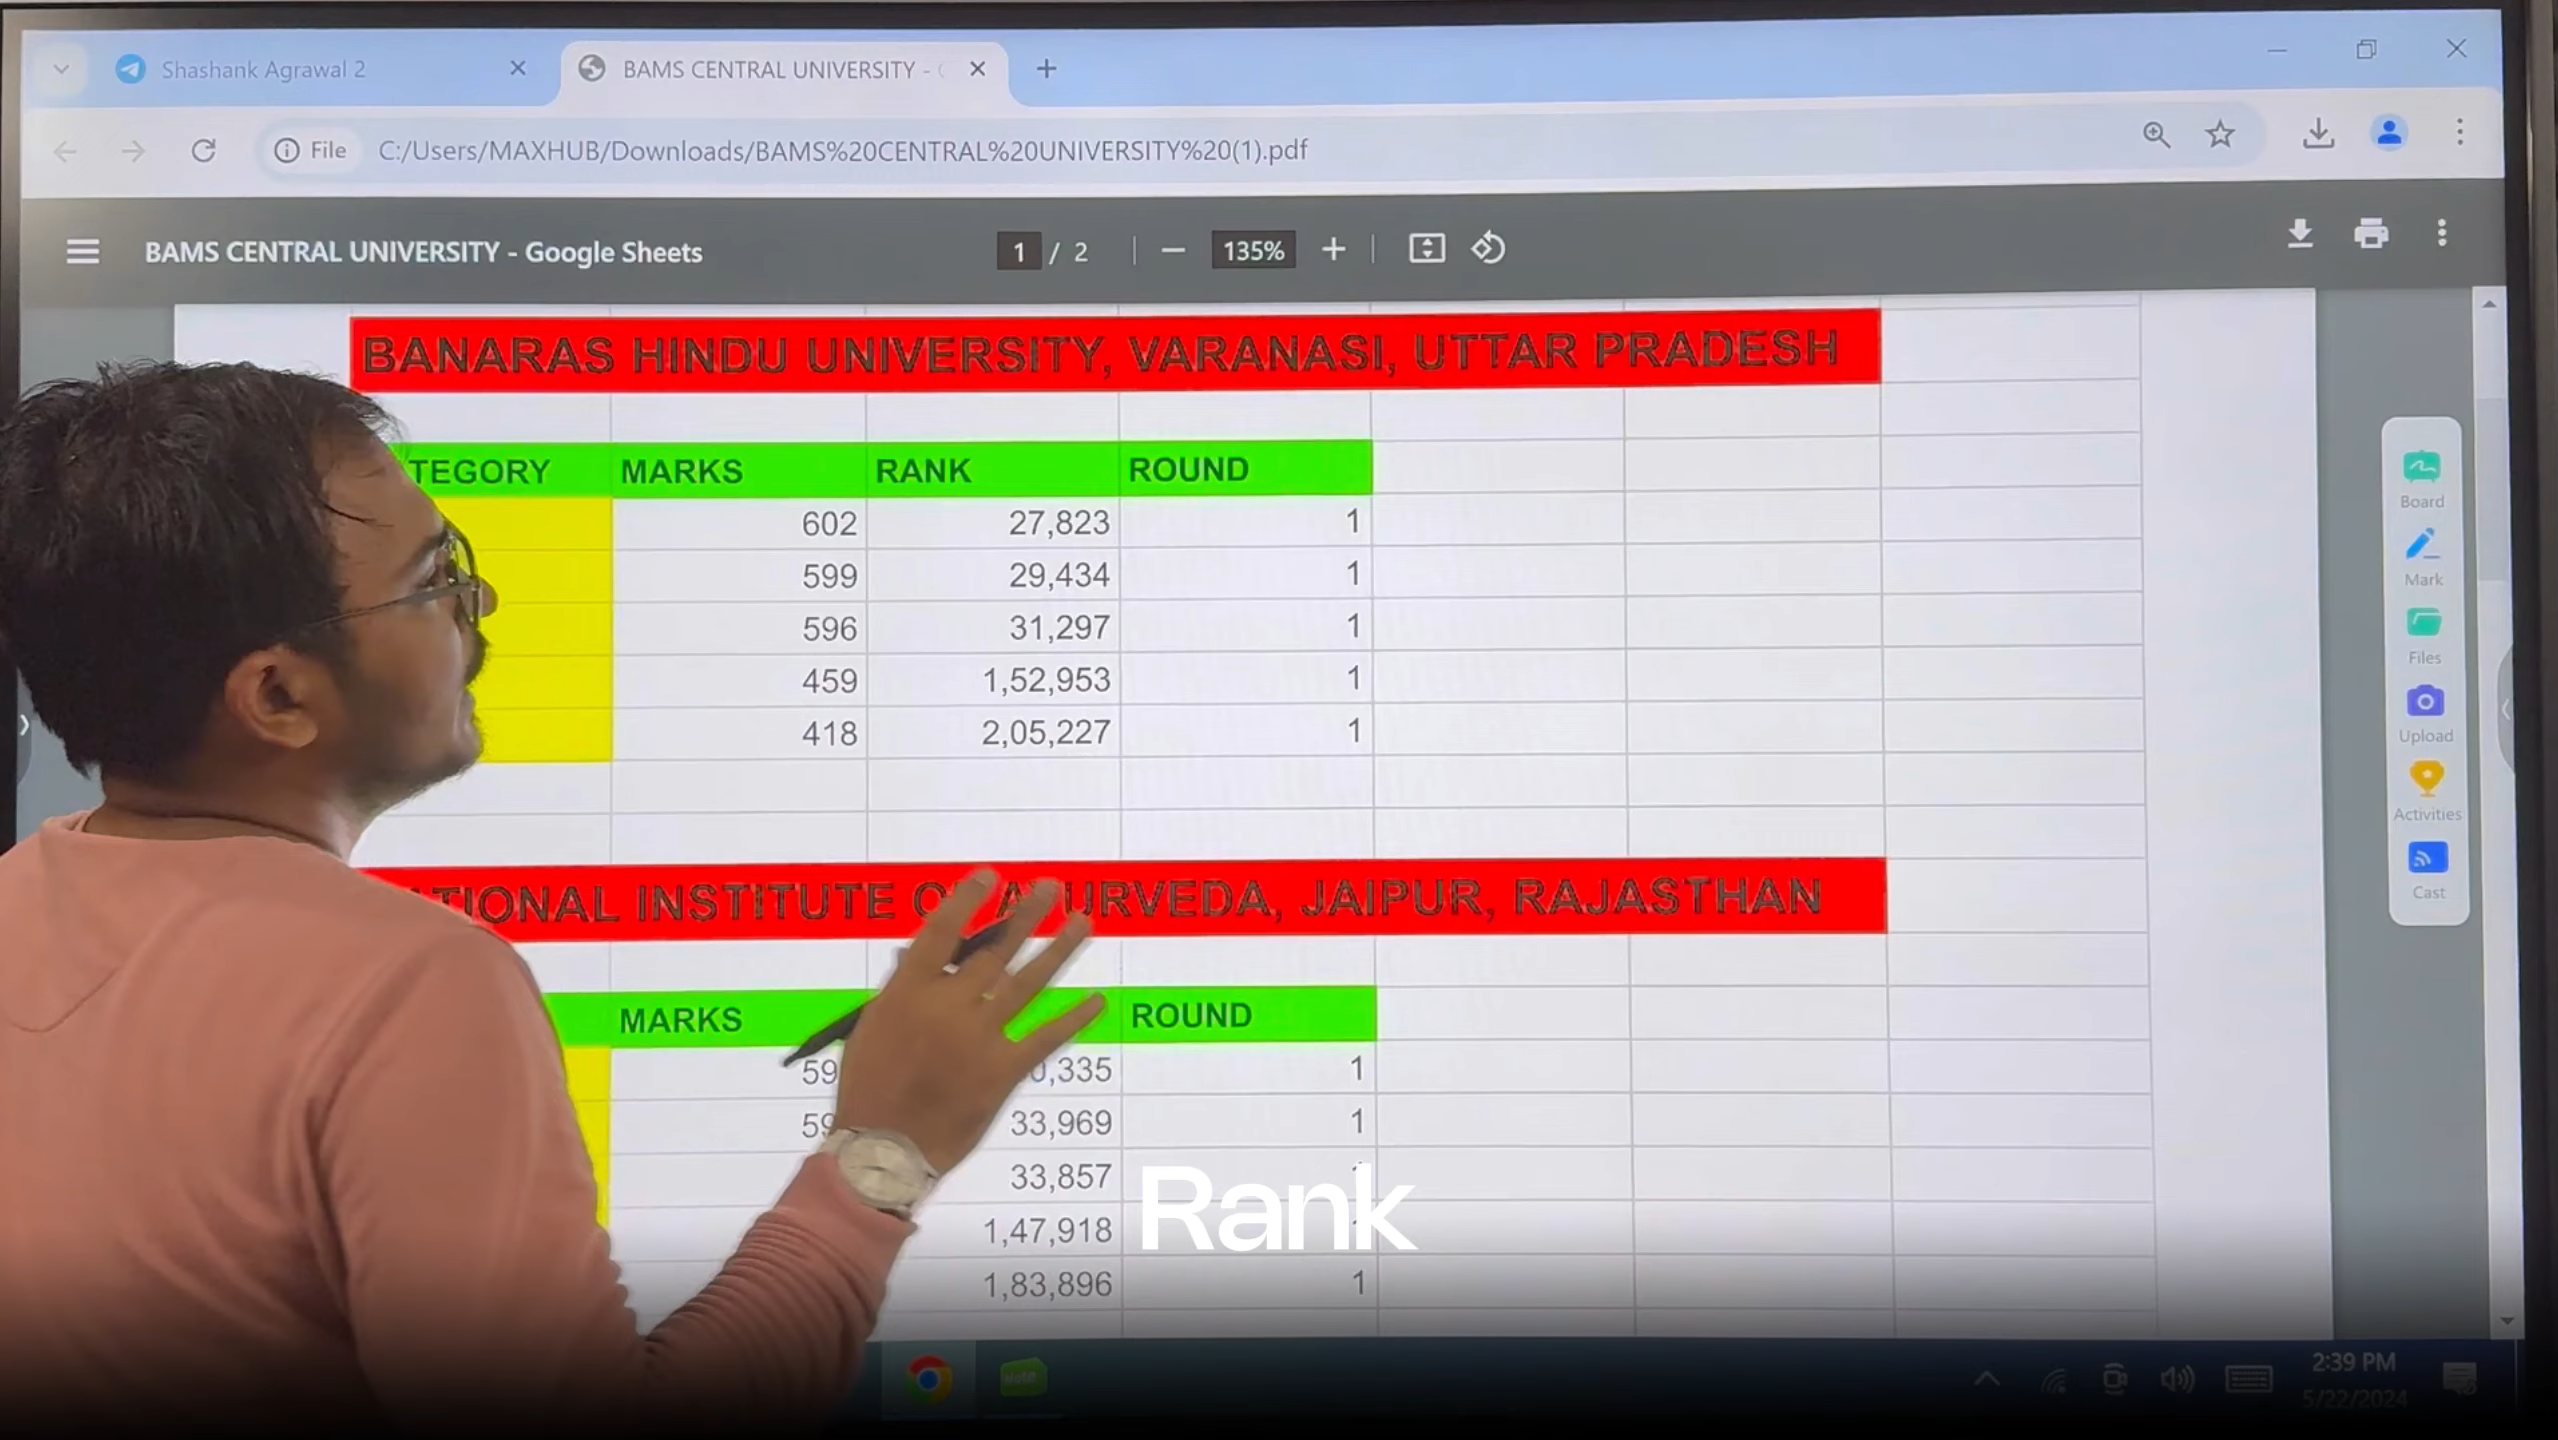 Shashank Agrawal 2
BAMS CENTRAL UNIVERSITY - 
File C:/Users/MAXHUB/Downloads/BAMS%20CENTRAL%20UNIVERSITY%20(1).pdf
BAMS CENTRAL UNIVERSITY - Google Sheets 1 / 2 135%
BANARAS HINDU UNIVERSITY, VARANASI, UTTAR PRADESH
TEGORY MARKS RANK ROUND
602 27,823 1
599 29,434 1
596 31,297 1
459 1,52,953 1
418 2,05,227 1
TIONAL INSTITUTE AYURVEDA, JAIPUR, RAJASTHAN
MARKS ROUND
59 0,335 1
59 33,969 1
33,857
1,47,918
1,83,896 1
Rank
Board
Mark
Files
Upload
Activities
Cast
Note
2:39 PM
5/22/2024